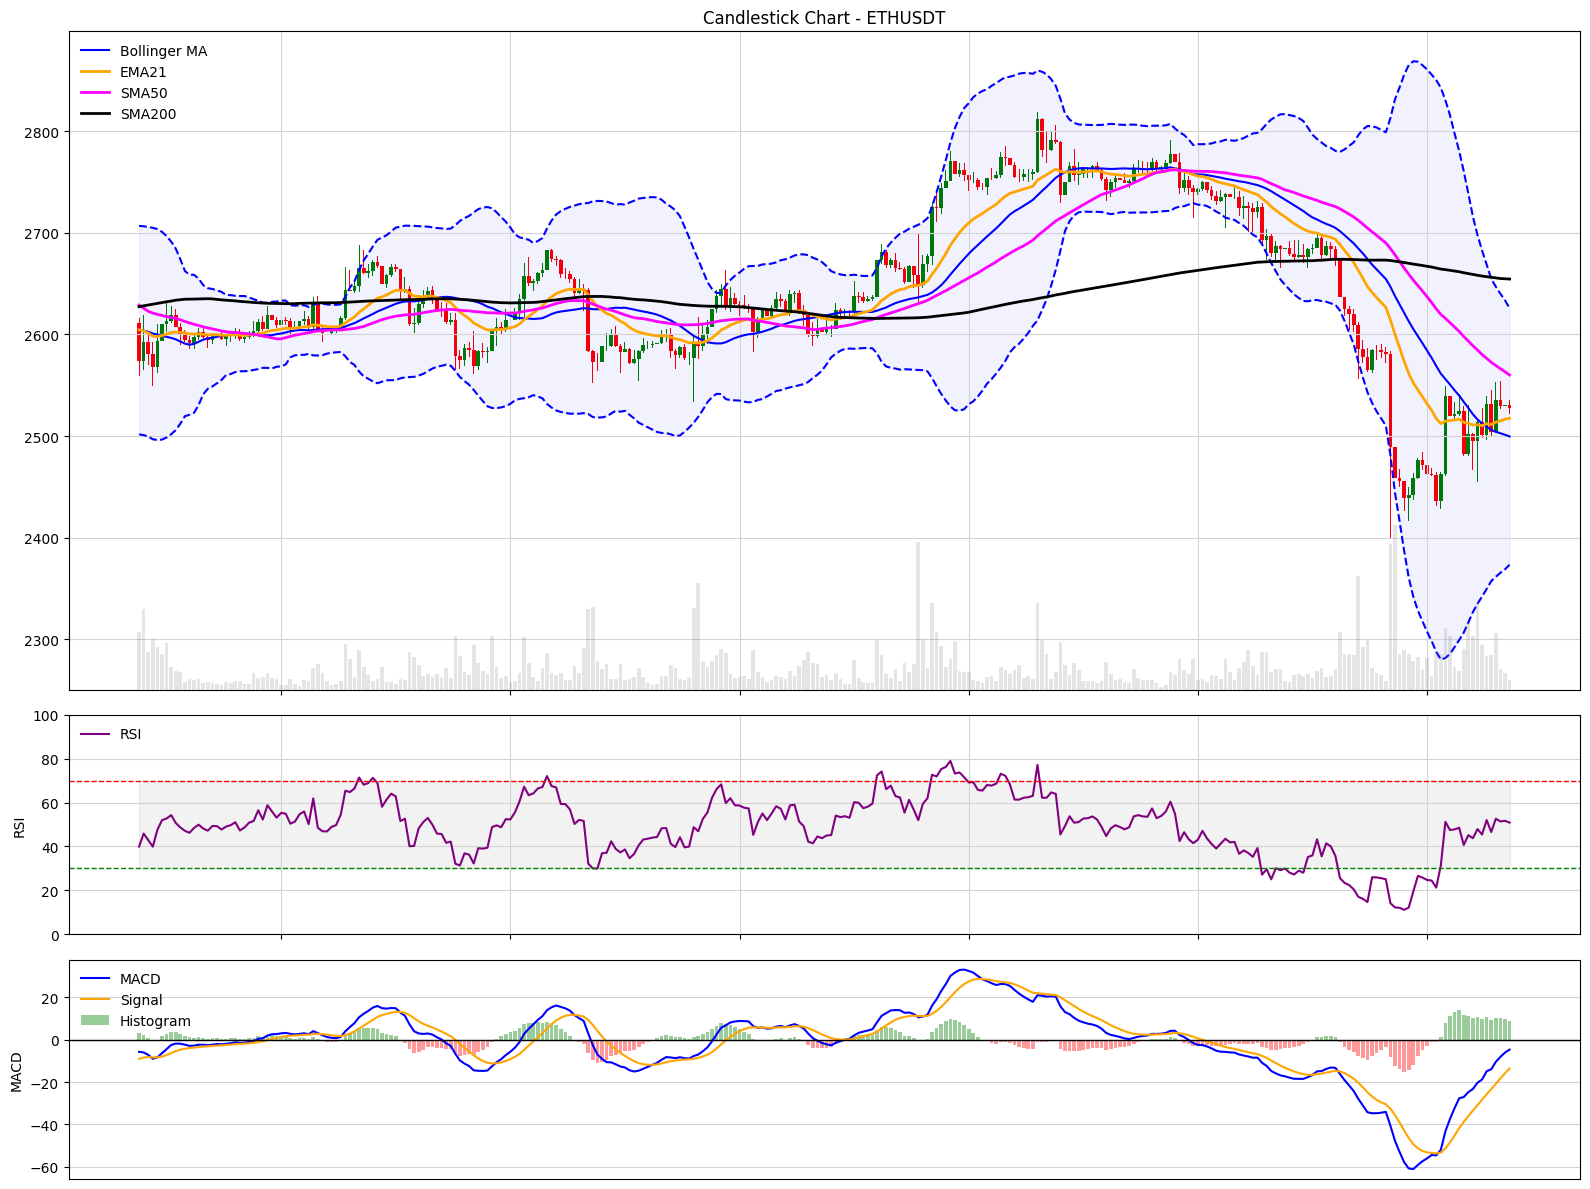 Candlestick Chart - ETHUSDT
Bollinger MA
EMA21
SMA50
SMA200
2800
2700
2600
2500
2400
2300
100
80
60
40
20
0
RSI
RSI
20
0
−20
−40
−60
MACD
MACD
Signal
Histogram